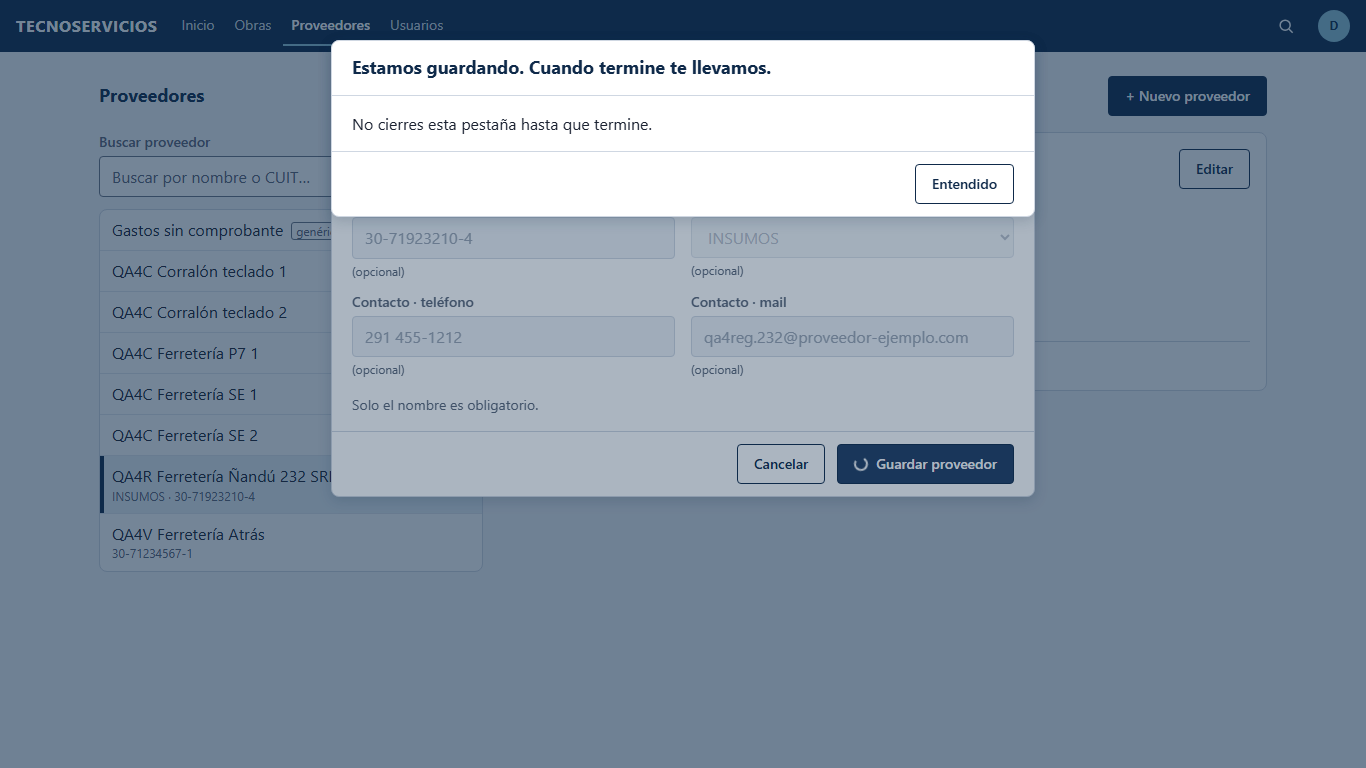 TECNOSERVICIOS Inicio Obras Proveedores Usuarios D
Estamos guardando. Cuando termine te llevamos.
No cierres esta pestaña hasta que termine.
Entendido
Proveedores
+ Nuevo proveedor
Buscar proveedor
Buscar por nombre o CUIT...
Editar
Gastos sin comprobante
QA4C Corralón teclado 1
QA4C Corralón teclado 2
QA4C Ferretería P7 1
QA4C Ferretería SE 1
QA4C Ferretería SE 2
QA4R Ferretería Ñandú 232 SRL
INSUMOS · 30-71923210-4
QA4V Ferretería Atrás
30-71234567-1
30-71923210-4
(opcional)
INSUMOS
(opcional)
Contacto · teléfono
291 455-1212
(opcional)
Contacto · mail
qa4reg.232@proveedor-ejemplo.com
(opcional)
Solo el nombre es obligatorio.
Cancelar
Guardar proveedor